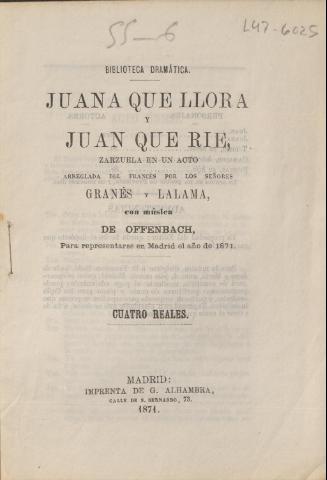 55-6
L47-6025
BIBLIOTECA DRAMÁTICA.
JUANA QUE LLORA
Y
JUAN QUE RIE,
ZARZUELA EN UN ACTO
ARREGLADA DEL FRANCÉS POR LOS SEÑORES
GRANÉS Y LALAMA,
con música
DE OFFENBACH,
Para representarse en Madrid el año de 1871.
CUATRO REALES.
MADRID:
IMPRENTA DE G. ALHAMBRA,
CALLE DE S. BERNARDO, 73.
1871.